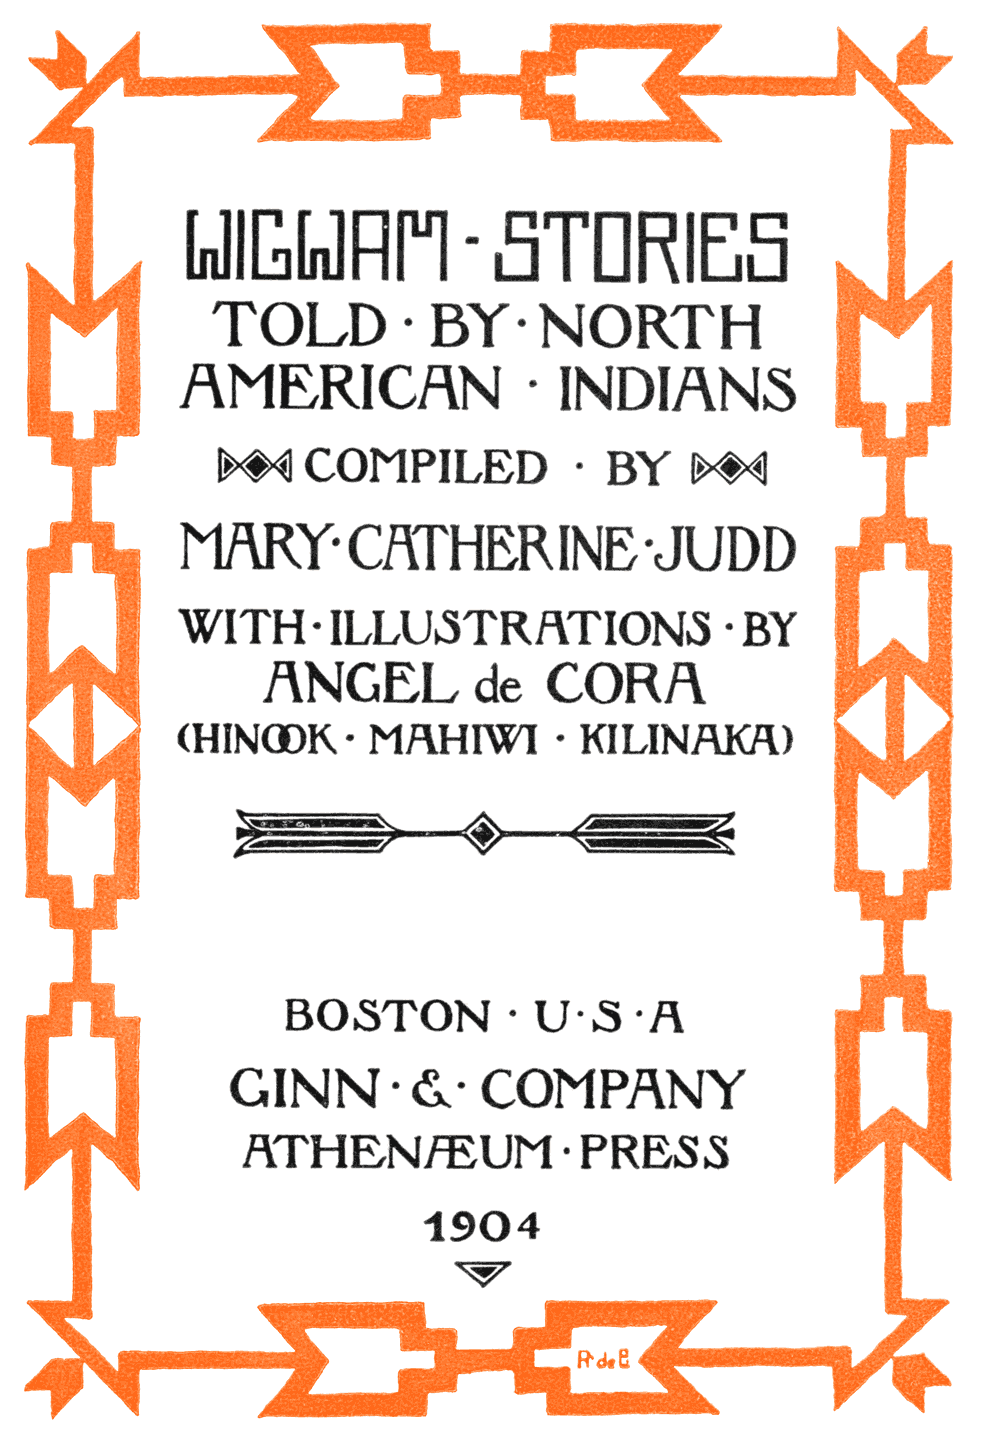 WIGWAM - STORIES
TOLD · BY · NORTH
AMERICAN · INDIANS
COMPILED · BY
MARY · CATHERINE · JUDD
WITH · ILLUSTRATIONS · BY
ANGEL de CORA
(HINOOK · MAHIWI · KILINAKA)
BOSTON · U · S · A
GINN · & · COMPANY
ATHENÆUM · PRESS
1904